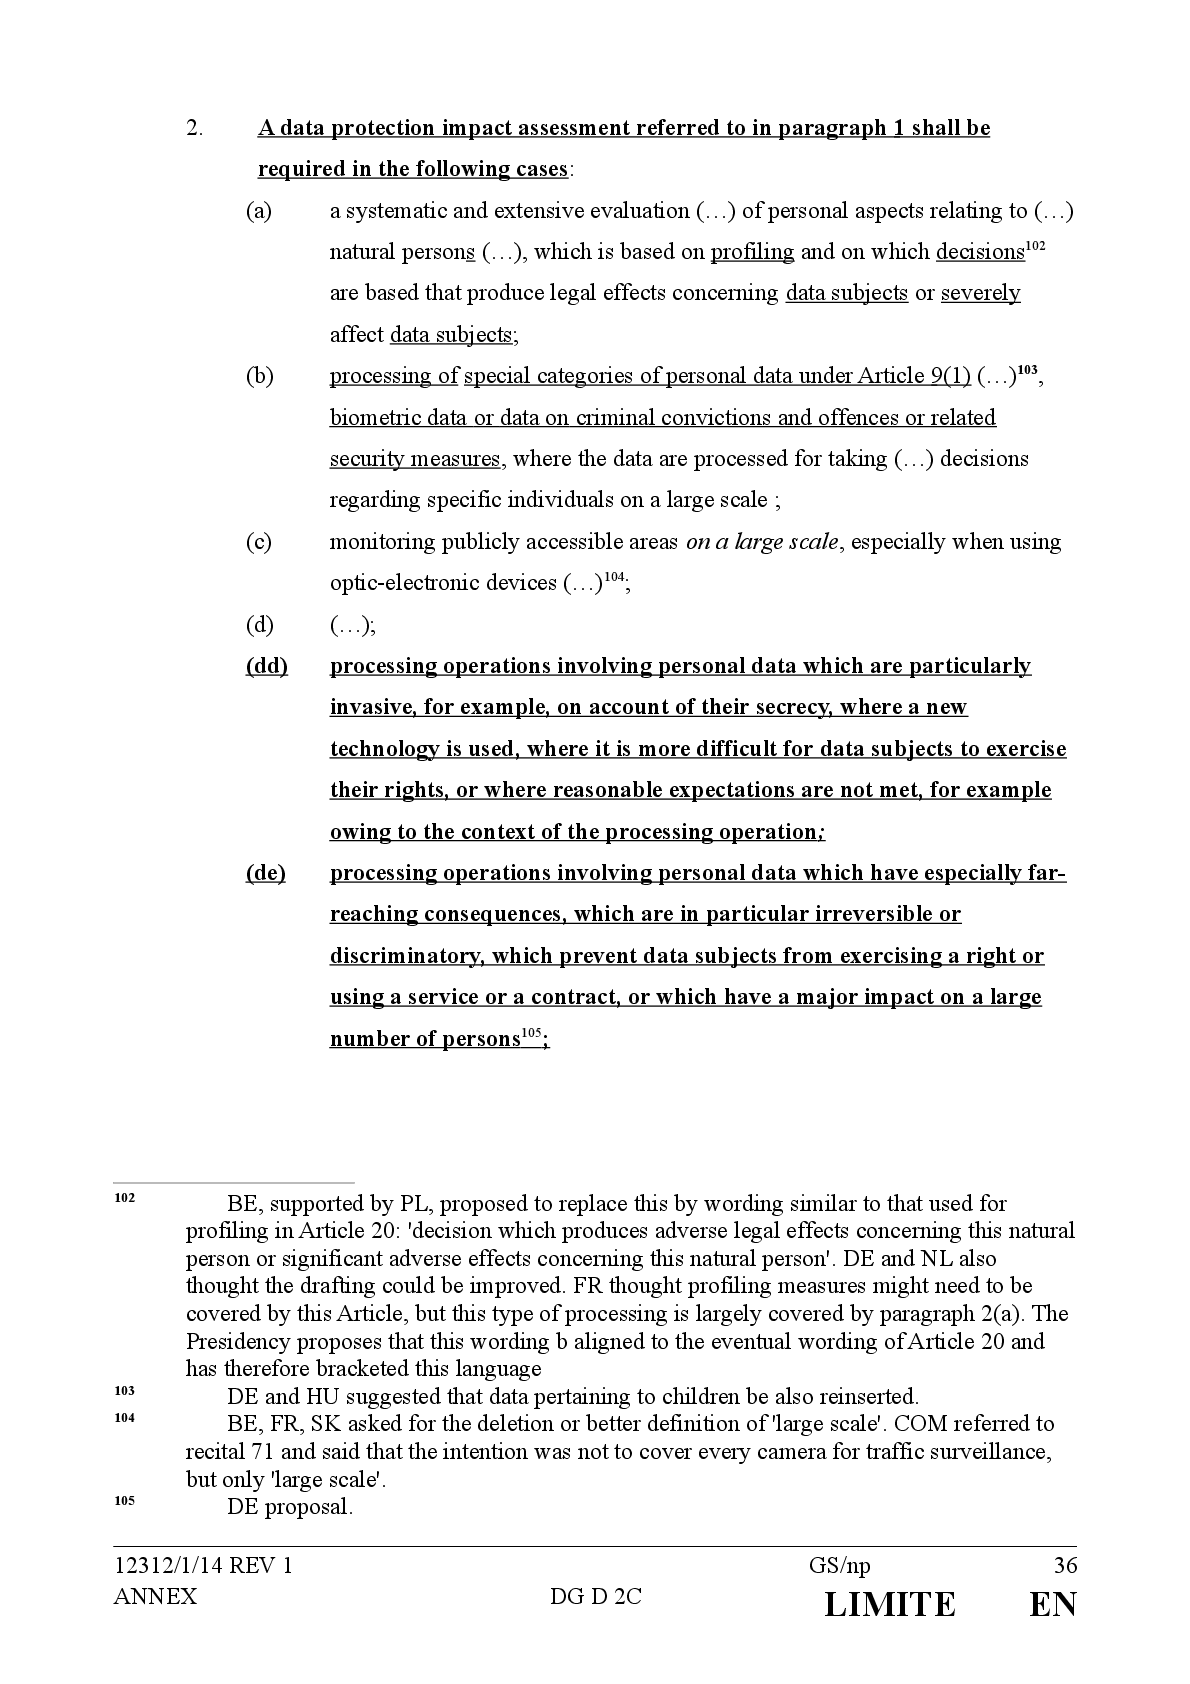 2. A data protection impact assessment referred to in paragraph 1 shall be
required in the following cases:
(a) a systematic and extensive evaluation (…) of personal aspects relating to (…)
natural persons (…), which is based on profiling and on which decisions102
are based that produce legal effects concerning data subjects or severely
affect data subjects;
(b) processing of special categories of personal data under Article 9(1) (…)103,
biometric data or data on criminal convictions and offences or related
security measures, where the data are processed for taking (…) decisions
regarding specific individuals on a large scale ;
(c) monitoring publicly accessible areas on a large scale, especially when using
optic-electronic devices (…)104;
(d) (…);
(dd) processing operations involving personal data which are particularly
invasive, for example, on account of their secrecy, where a new
technology is used, where it is more difficult for data subjects to exercise
their rights, or where reasonable expectations are not met, for example
owing to the context of the processing operation;
(de) processing operations involving personal data which have especially far-
reaching consequences, which are in particular irreversible or
discriminatory, which prevent data subjects from exercising a right or
using a service or a contract, or which have a major impact on a large
number of persons105;
102 BE, supported by PL, proposed to replace this by wording similar to that used for
profiling in Article 20: 'decision which produces adverse legal effects concerning this natural
person or significant adverse effects concerning this natural person'. DE and NL also
thought the drafting could be improved. FR thought profiling measures might need to be
covered by this Article, but this type of processing is largely covered by paragraph 2(a). The
Presidency proposes that this wording b aligned to the eventual wording of Article 20 and
has therefore bracketed this language
103 DE and HU suggested that data pertaining to children be also reinserted.
104 BE, FR, SK asked for the deletion or better definition of 'large scale'. COM referred to
recital 71 and said that the intention was not to cover every camera for traffic surveillance,
but only 'large scale'.
105 DE proposal.
12312/1/14 REV 1 GS/np 36
ANNEX DG D 2C LIMITE EN